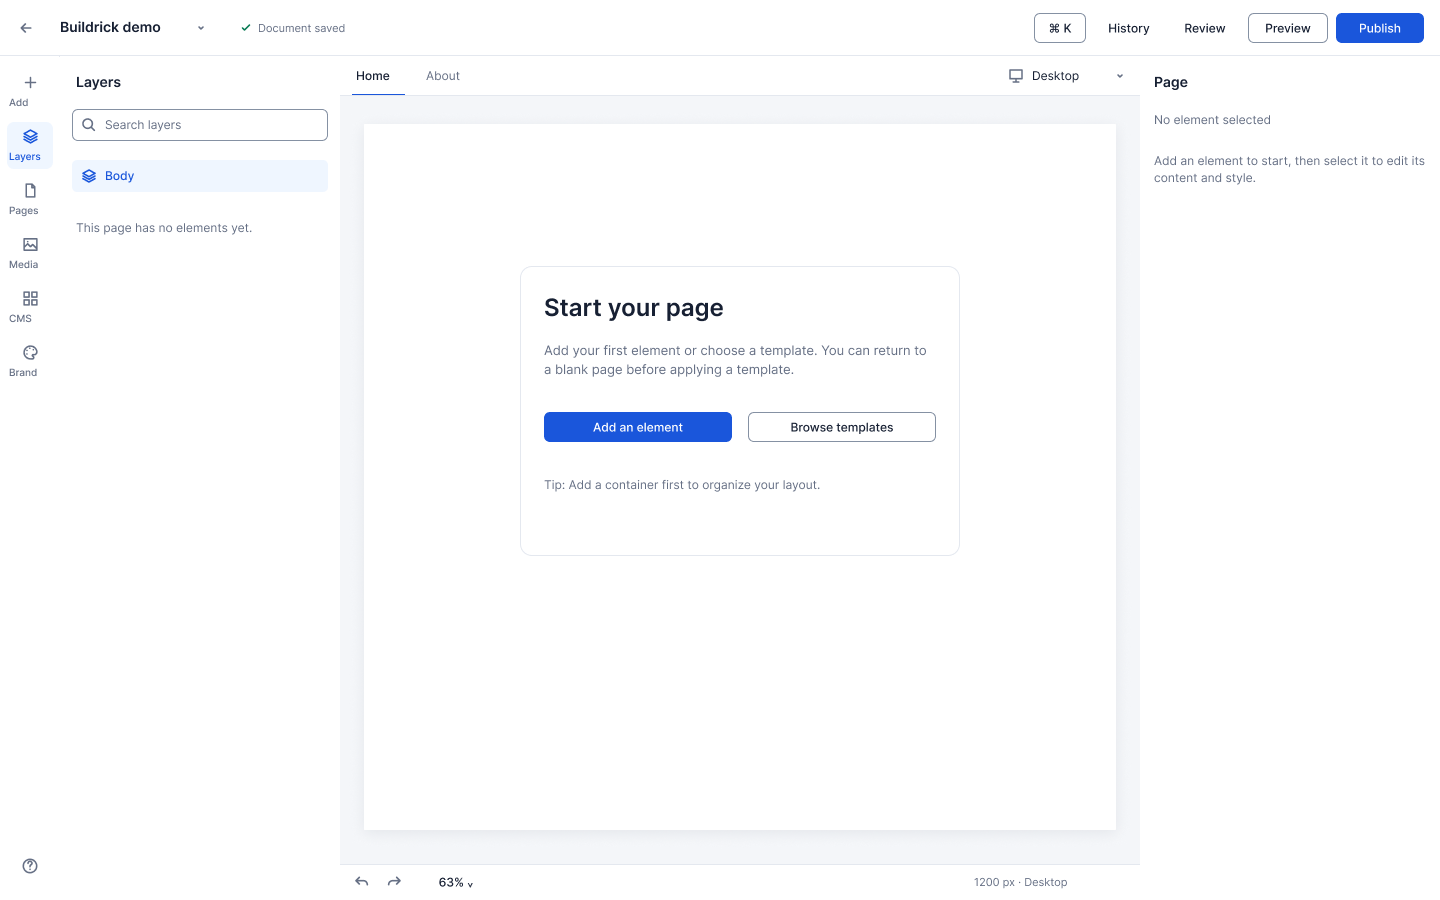 Buildrick demo
Document saved
⌘ K
History
Review
Preview
Publish
Add
Layers
Pages
Media
CMS
Brand
Layers
Search layers
Body
This page has no elements yet.
Home
About
Desktop
Start your page
Add your first element or choose a template. You can return to
a blank page before applying a template.
Add an element
Browse templates
Tip: Add a container first to organize your layout.
63%
1200 px · Desktop
Page
No element selected
Add an element to start, then select it to edit its
content and style.